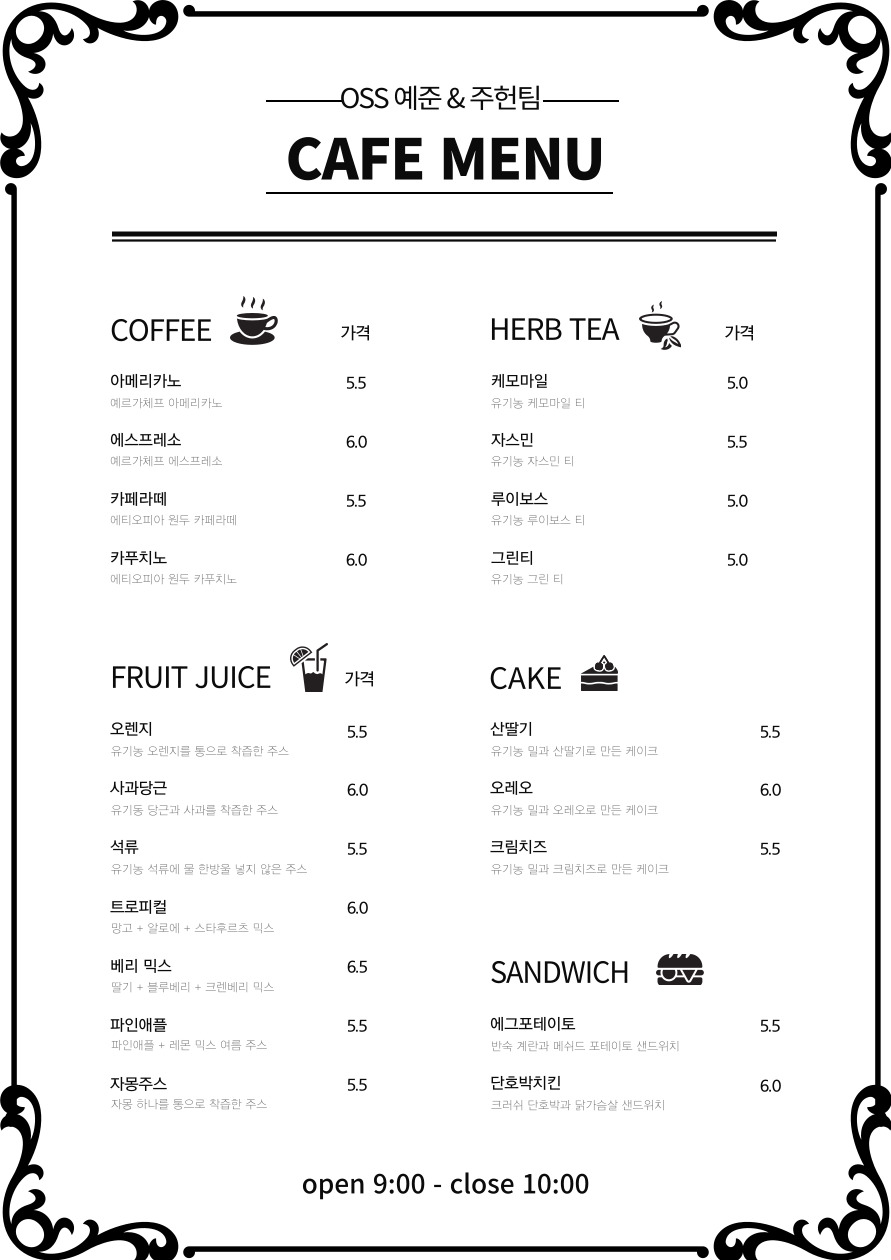 OSS 예준 & 주헌팀
CAFE MENU
COFFEE 가격
아메리카노 5.5
예르가체프 아메리카노
에스프레소 6.0
예르가체프 에스프레소
카페라떼 5.5
에티오피아 원두 카페라떼
카푸치노 6.0
에티오피아 원두 카푸치노
HERB TEA 가격
케모마일 5.0
유기농 케모마일 티
자스민 5.5
유기농 자스민 티
루이보스 5.0
유기농 루이보스 티
그린티 5.0
유기농 그린 티
FRUIT JUICE 가격
오렌지 5.5
유기농 오렌지를 통으로 착즙한 주스
사과당근 6.0
유기동 당근과 사과를 착즙한 주스
석류 5.5
유기농 석류에 물 한방울 넣지 않은 주스
트로피컬 6.0
망고 + 알로에 + 스타후르츠 믹스
베리 믹스 6.5
딸기 + 블루베리 + 크렌베리 믹스
파인애플 5.5
파인애플 + 레몬 믹스 여름 주스
자몽주스 5.5
자몽 하나를 통으로 착즙한 주스
CAKE
산딸기 5.5
유기농 밀과 산딸기로 만든 케이크
오레오 6.0
유기농 밀과 오레오로 만든 케이크
크림치즈 5.5
유기농 밀과 크림치즈로 만든 케이크
SANDWICH
에그포테이토 5.5
반숙 계란과 메쉬드 포테이토 샌드위치
단호박치킨 6.0
크러쉬 단호박과 닭가슴살 샌드위치
open 9:00 - close 10:00